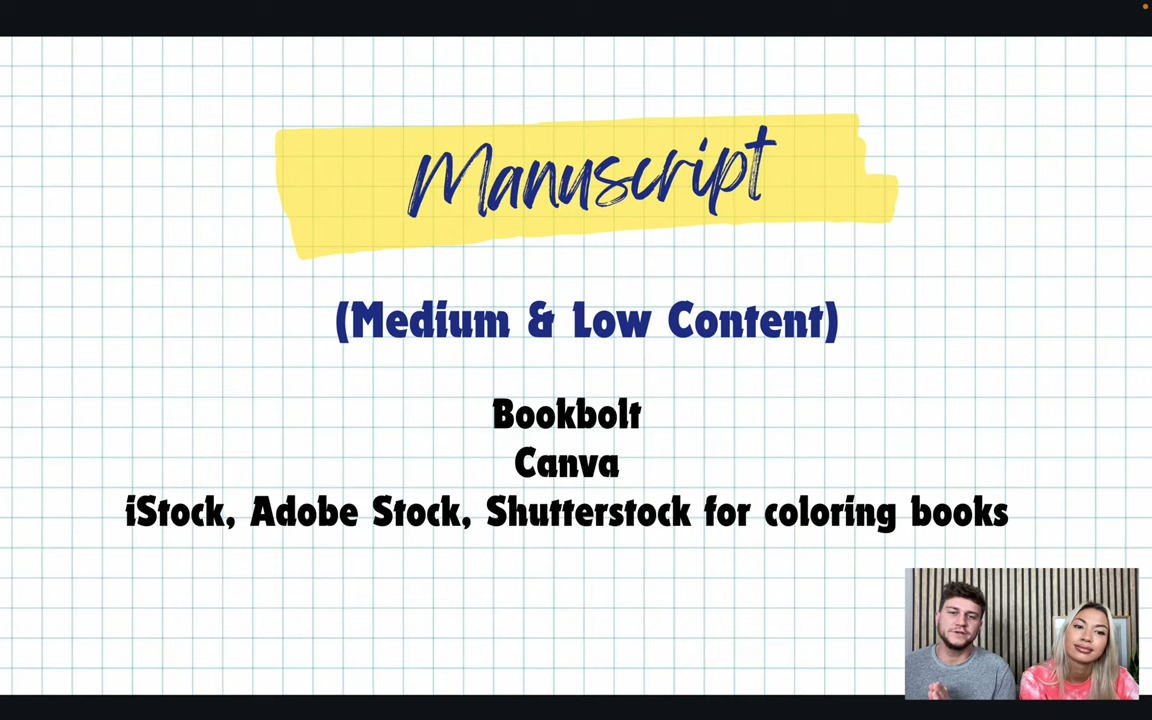 Manuscript
(Medium & Low Content)
Bookbolt
Canva
iStock, Adobe Stock, Shutterstock for coloring books